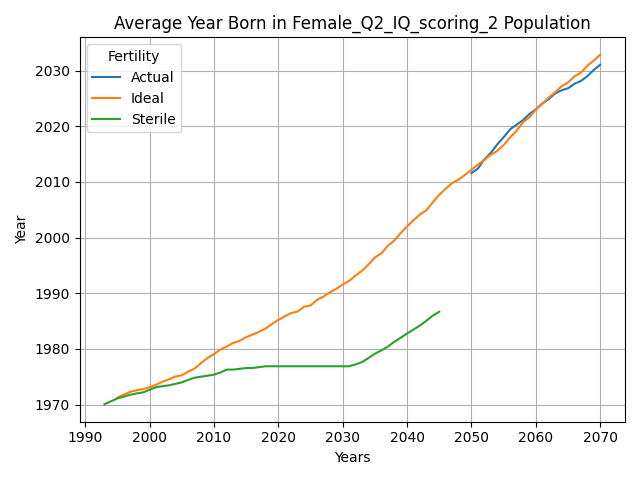 Average Year Born in Female_Q2_IQ_scoring_2 Population
Fertility
Actual
Ideal
Sterile
Year
2030
2020
2010
2000
1990
1980
1970
1990 2000 2010 2020 2030 2040 2050 2060 2070
Years